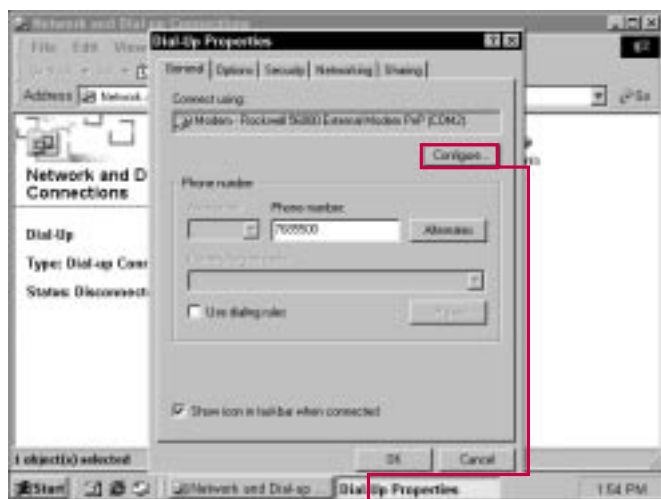 Network and Dial-up Connections
File Edit View
Dial-Up Properties
General Options Security Networking Sharing
Address Network
Go
Connect using:
Modem - Rockwell 56000 External Modem PnP (COM2)
Configure...
Network and D
Connections
Phone number
Phone number:
Alternates
Dial-Up
Type: Dial-up Conn
Status: Disconnect
Use dialing rules
Show icon in taskbar when connected
1 object(s) selected
OK Cancel
Start Network and Dial-up ... Dial-Up Properties 1:54 PM